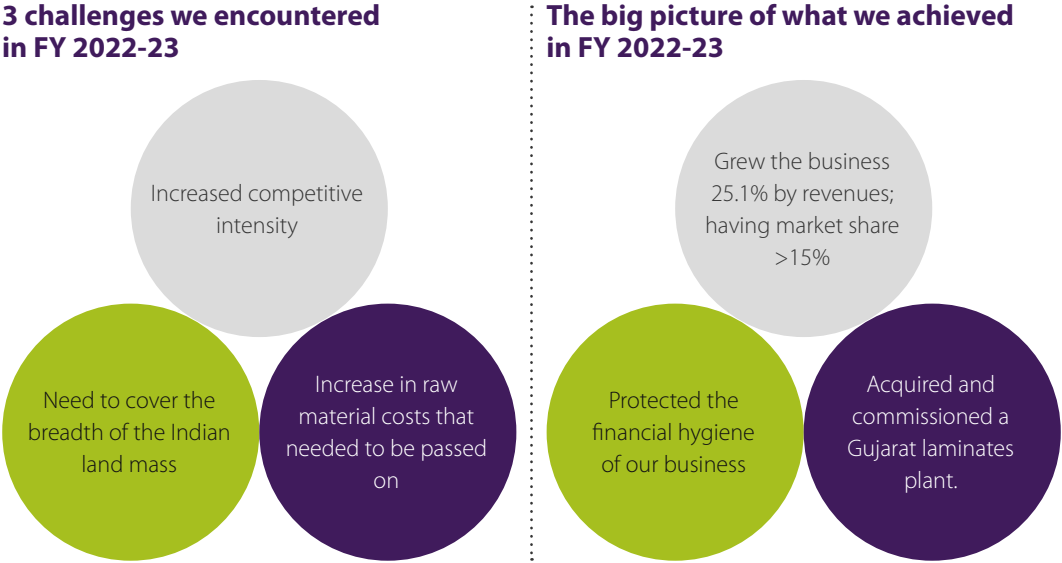 3 challenges we encountered
in FY 2022-23
Increased competitive
intensity
Need to cover the
breadth of the Indian
land mass
Increase in raw
material costs that
needed to be passed
on
The big picture of what we achieved
in FY 2022-23
Grew the business
25.1% by revenues;
having market share
>15%
Protected the
financial hygiene
of our business
Acquired and
commissioned a
Gujarat laminates
plant.